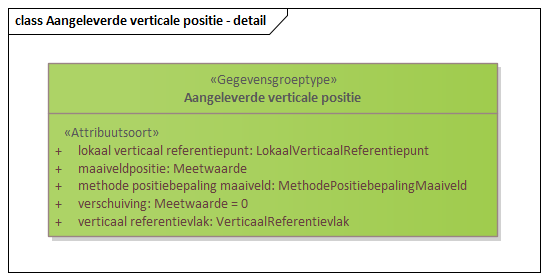 class Aangeleverde verticale positie - detail
«Gegevensgroeptype»
Aangeleverde verticale positie
«Attribuutsoort»
+ lokaal verticaal referentiepunt: LokaalVerticaalReferentiepunt
+ maaiveldpositie: Meetwaarde
+ methode positiebepaling maaiveld: MethodePositiebepalingMaaiveld
+ verschuiving: Meetwaarde = 0
+ verticaal referentievlak: VerticaalReferentievlak